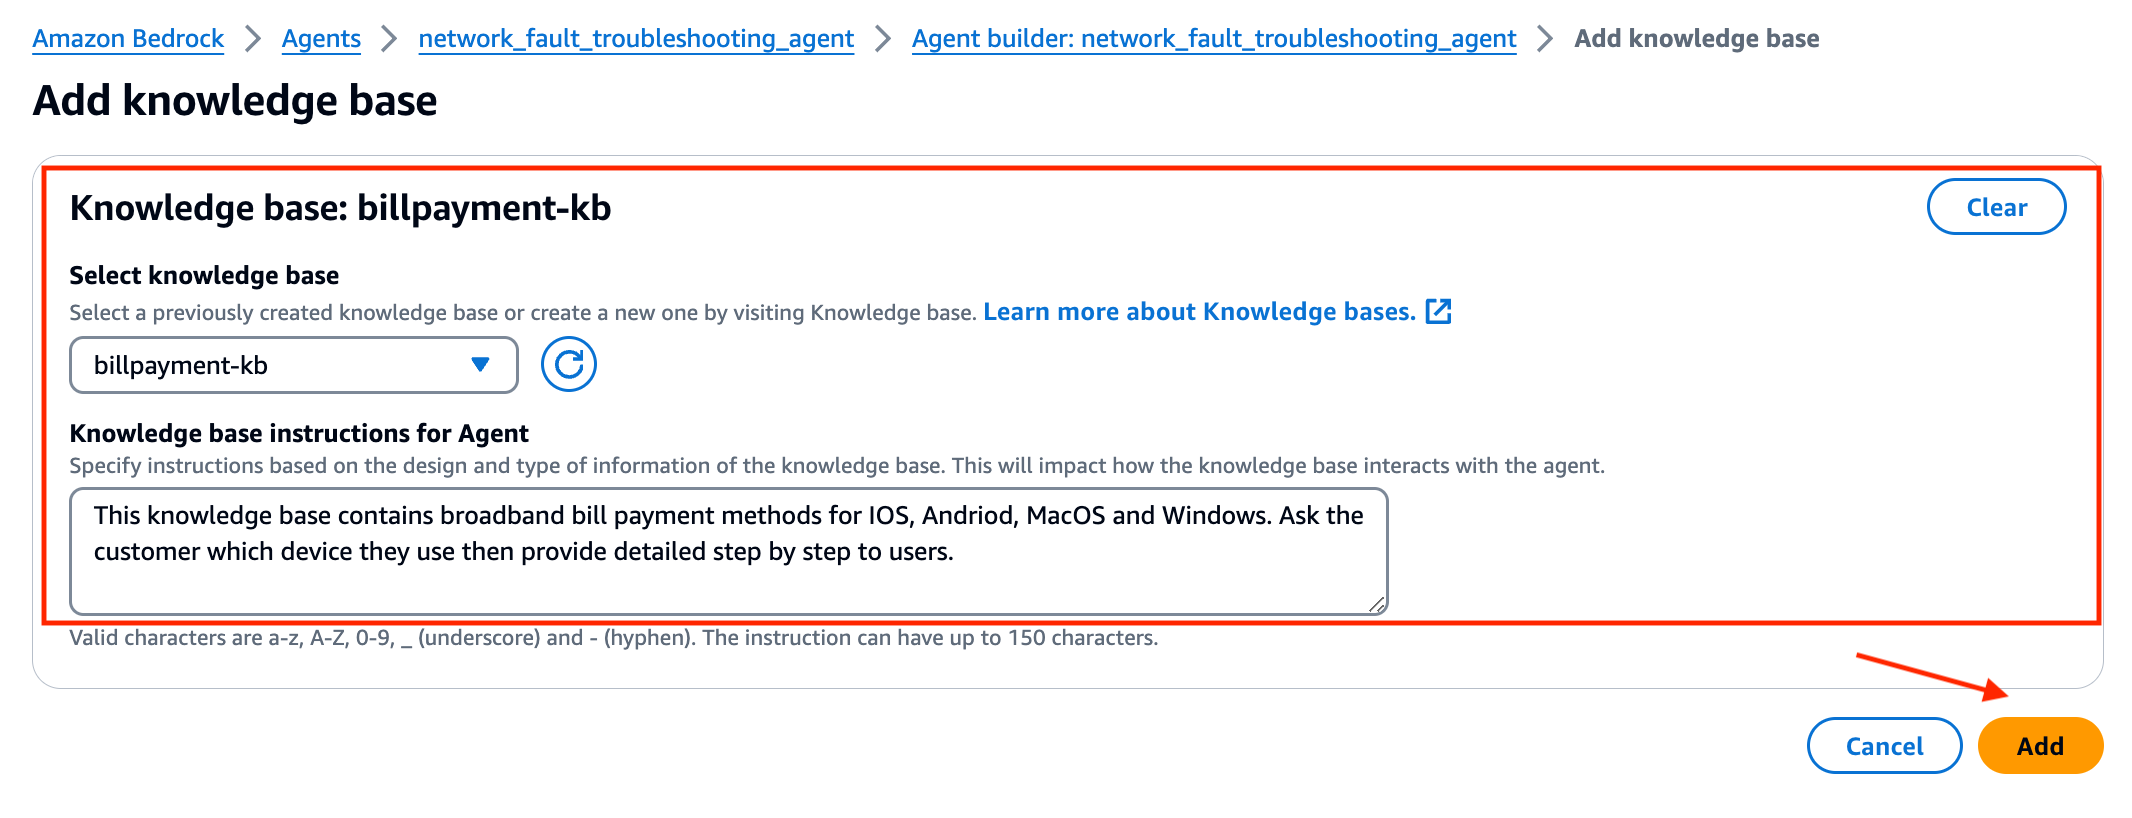 Amazon Bedrock > Agents > network_fault_troubleshooting_agent > Agent builder: network_fault_troubleshooting_agent > Add knowledge base
Add knowledge base
Knowledge base: billpayment-kb
Clear
Select knowledge base
Select a previously created knowledge base or create a new one by visiting Knowledge base. Learn more about Knowledge bases.
billpayment-kb
Knowledge base instructions for Agent
Specify instructions based on the design and type of information of the knowledge base. This will impact how the knowledge base interacts with the agent.
This knowledge base contains broadband bill payment methods for IOS, Andriod, MacOS and Windows. Ask the
customer which device they use then provide detailed step by step to users.
Valid characters are a-z, A-Z, 0-9, _ (underscore) and - (hyphen). The instruction can have up to 150 characters.
Cancel
Add